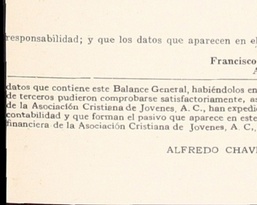 responsabilidad; y que los datos que aparecen en el
Francisco
A
datos que contiene este Balance General, habiéndolos en
de terceros pudieron comprobarse satisfactoriamente, as
de la Asociación Cristiana de Jovenes, A. C., han expedic
contabilidad y que forman el pasivo que aparece en este
financiera de la Asociación Cristiana de Jovenes, A. C.,
ALFREDO CHAV